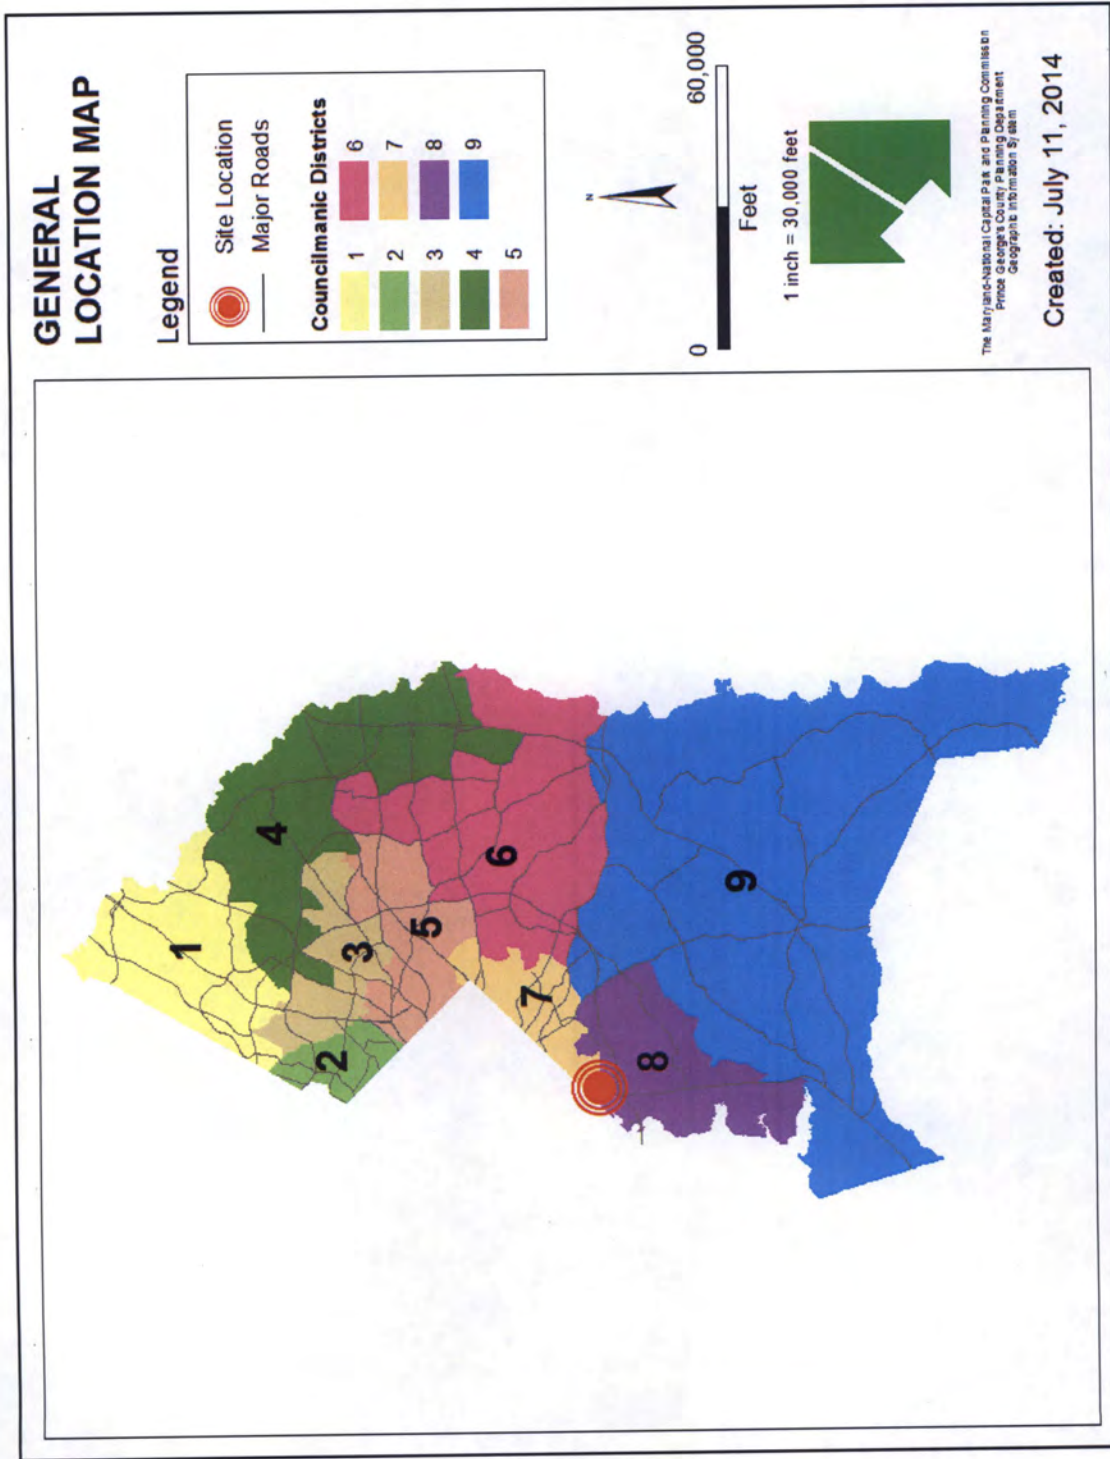 GENERAL
LOCATION MAP
Legend
Site Location
Major Roads
Councilmanic Districts
1
2
3
4
5
6
7
8
9
N
0
60,000
Feet
1 inch = 30,000 feet
The Maryland-National Capital Park and Planning Commission
Prince George's County Planning Department
Geographic Information System
Created: July 11, 2014
1
2
3
4
5
6
7
8
9